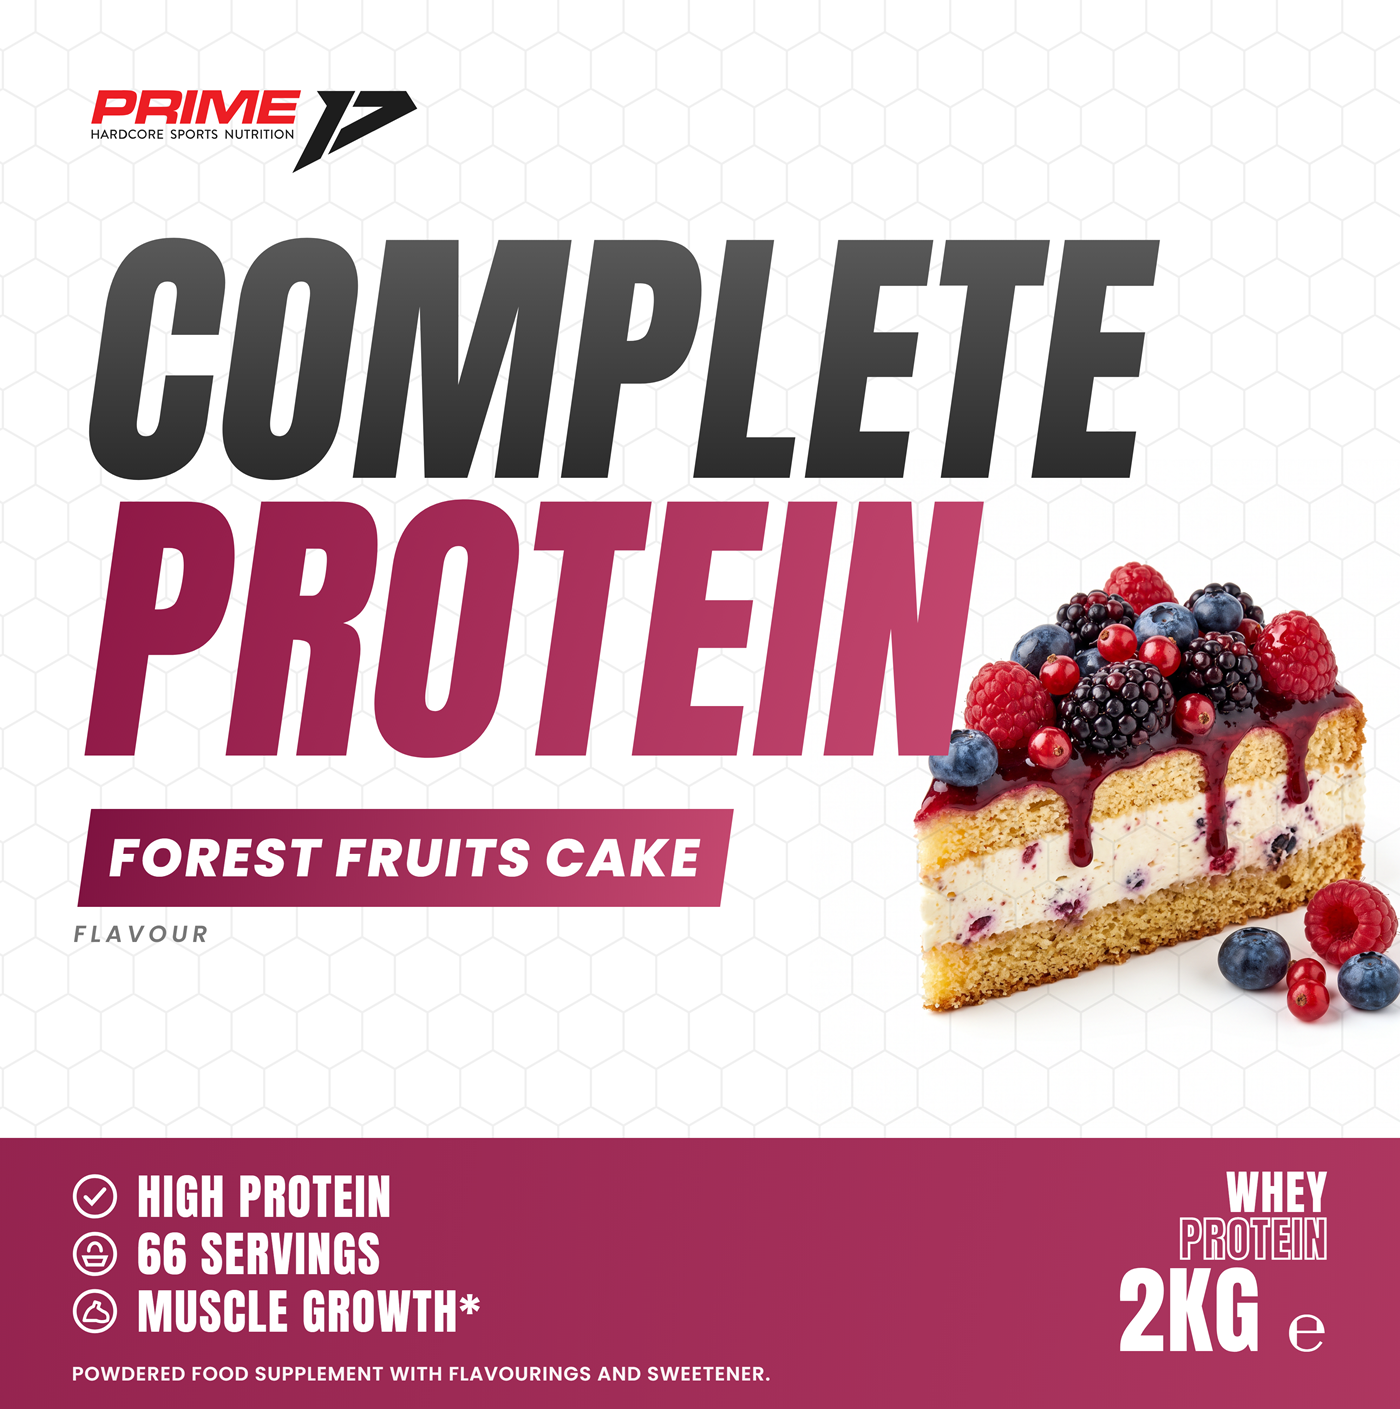 PRIME
HARDCORE SPORTS NUTRITION
COMPLETE
PROTEIN
FOREST FRUITS CAKE
FLAVOUR
HIGH PROTEIN
66 SERVINGS
MUSCLE GROWTH*
POWDERED FOOD SUPPLEMENT WITH FLAVOURINGS AND SWEETENER.
WHEY
PROTEIN
2KG ℮